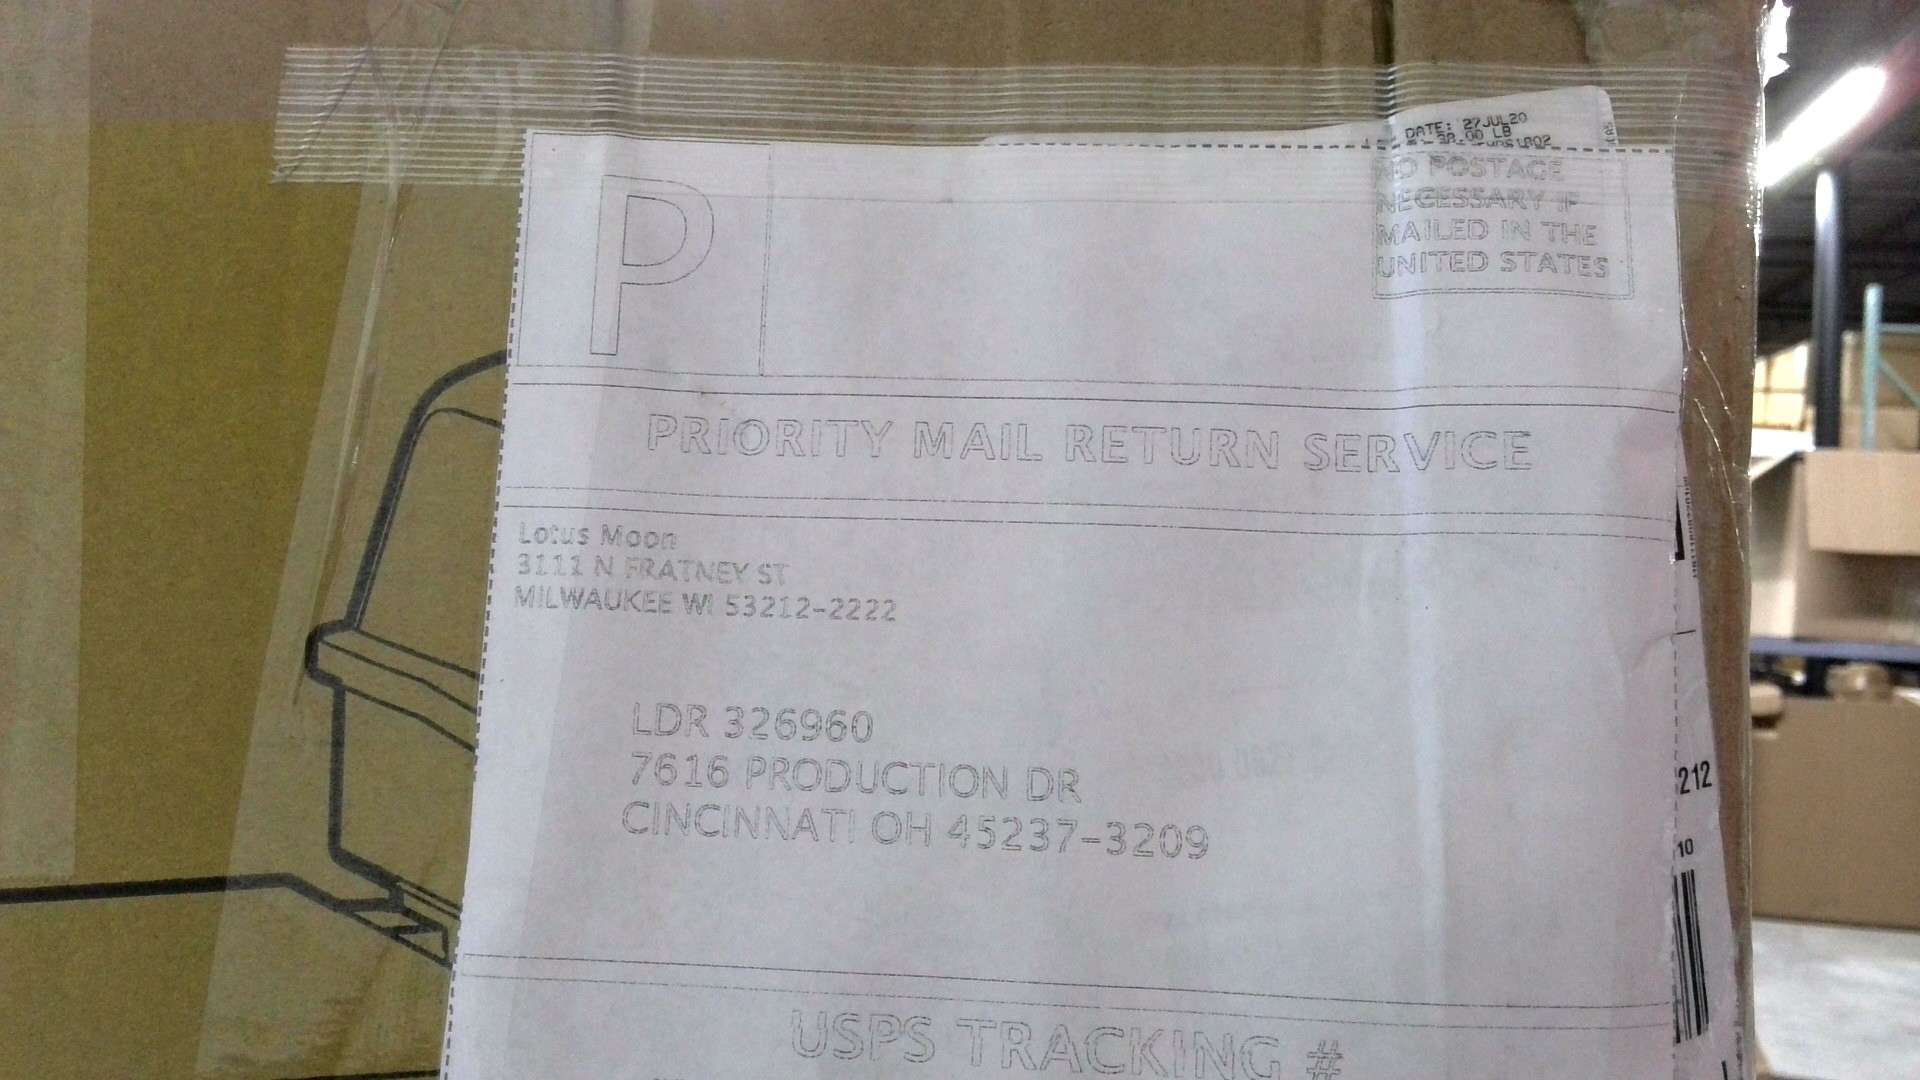 DATE: 27JUL20
P
NO POSTAGE
NECESSARY IF
MAILED IN THE
UNITED STATES
PRIORITY MAIL RETURN SERVICE
Lotus Moon
3111 N FRATNEY ST
MILWAUKEE WI 53212-2222
LDR 326960
7616 PRODUCTION DR
CINCINNATI OH 45237-3209
212
10
USPS TRACKING #